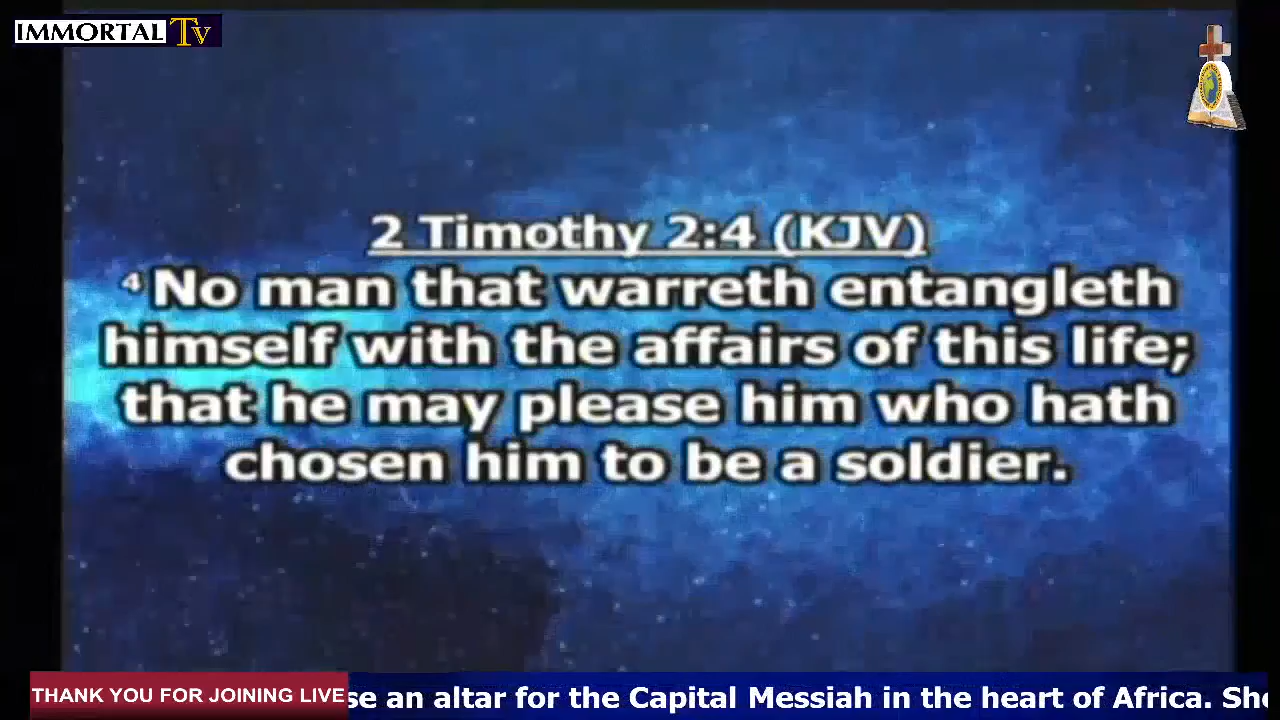 IMMORTAL Tv
2 Timothy 2:4 (KJV)
4 No man that warreth entangleth
himself with the affairs of this life;
that he may please him who hath
chosen him to be a soldier.
THANK YOU FOR JOINING LIVE
an altar for the Capital Messiah in the heart of Africa.